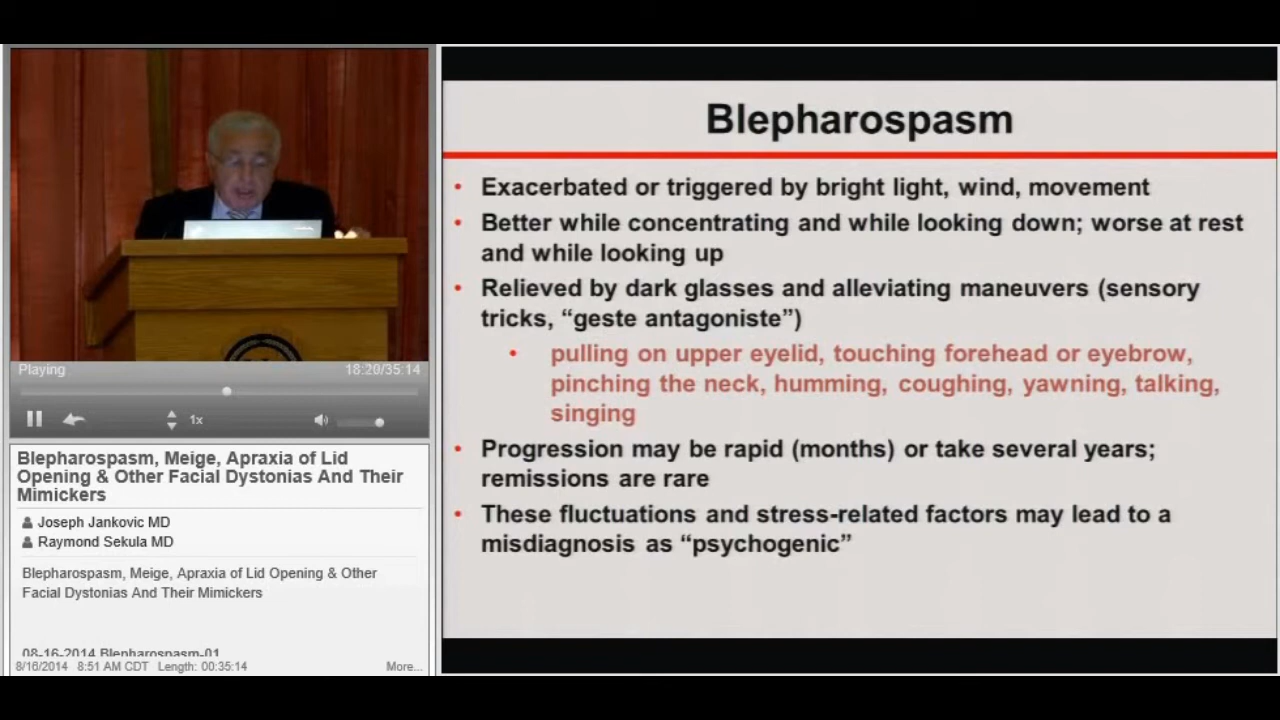 Playing
18:20/35:14
1x
Blepharospasm, Meige, Apraxia of Lid
Opening & Other Facial Dystonias And Their
Mimickers
Joseph Jankovic MD
Raymond Sekula MD
Blepharospasm, Meige, Apraxia of Lid Opening & Other
Facial Dystonias And Their Mimickers
08-16-2014 Blepharospasm-01
8/16/2014 8:51 AM CDT Length: 00:35:14
More...
Blepharospasm
• Exacerbated or triggered by bright light, wind, movement
• Better while concentrating and while looking down; worse at rest
and while looking up
• Relieved by dark glasses and alleviating maneuvers (sensory
tricks, “geste antagoniste”)
• pulling on upper eyelid, touching forehead or eyebrow,
pinching the neck, humming, coughing, yawning, talking,
singing
• Progression may be rapid (months) or take several years;
remissions are rare
• These fluctuations and stress-related factors may lead to a
misdiagnosis as “psychogenic”